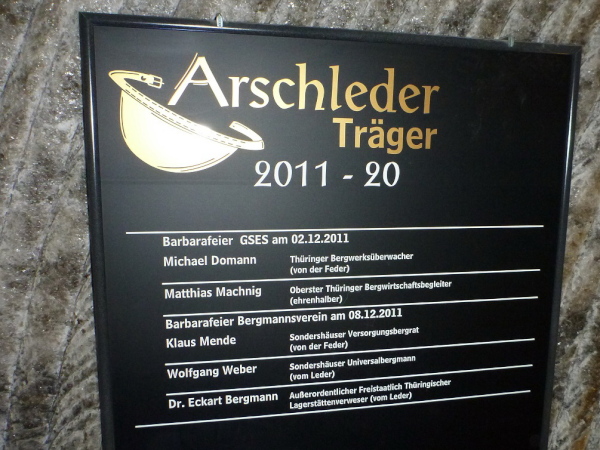 Arschleder
Träger
2011 - 20
Barbarafeier GSES am 02.12.2011
Michael Domann Thüringer Bergwerksüberwacher
(von der Feder)
Matthias Machnig Oberster Thüringer Bergwirtschaftsbegleiter
(ehrenhalber)
Barbarafeier Bergmannsverein am 08.12.2011
Klaus Mende Sondershäuser Versorgungsbergrat
(von der Feder)
Wolfgang Weber Sondershäuser Universalbergmann
(vom Leder)
Dr. Eckart Bergmann Außerordentlicher Freistaatlich Thüringischer
Lagerstättenverweser (vom Leder)